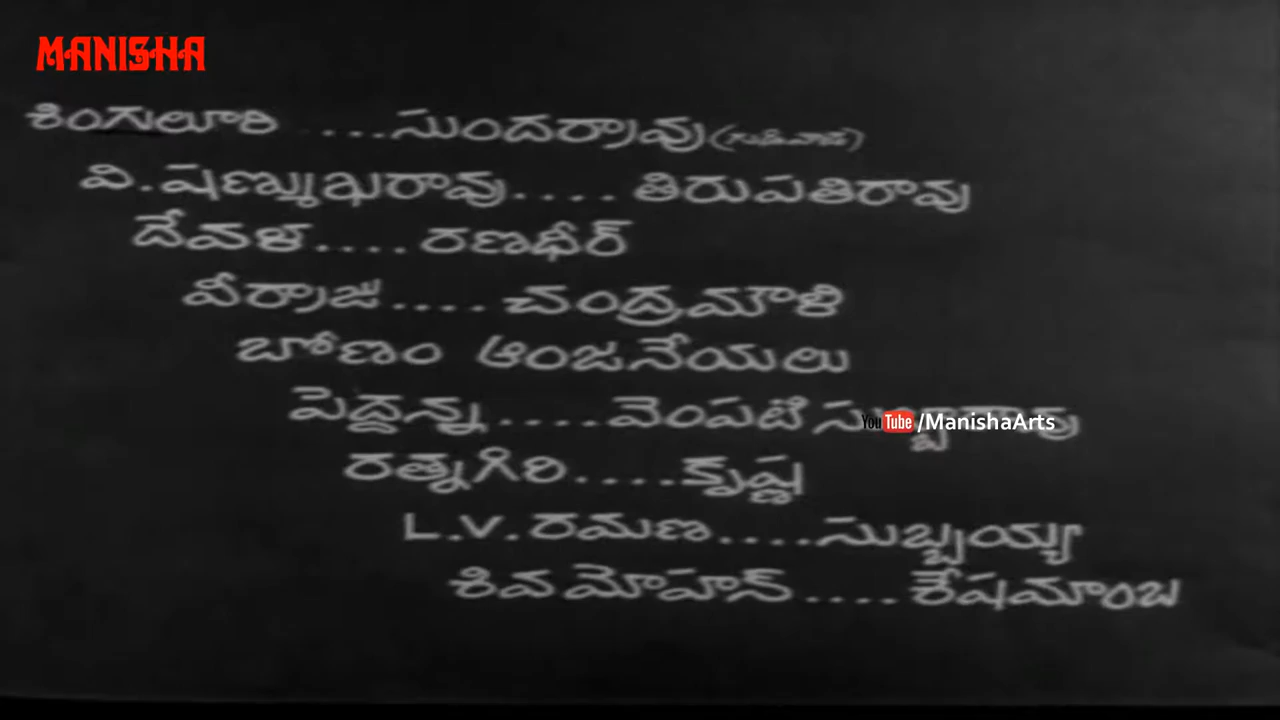 MANISHA
శింగులూరి ....సుందర్రావు(గుడివాడ)
వి.షణ్ముఖరావు.... తిరుపతిరావు
దేవళ.... రణధీర్
వీర్రాజు.... చంద్రమౌళి
బోణం ఆంజనేయలు
పెద్దన్న....వెంపటి
YouTube/ManishaArts
రత్నగిరి....కృష్ణ
L.V.రమణ....సుబ్బయ్య
శివమోహన్.... శేషమాంబ